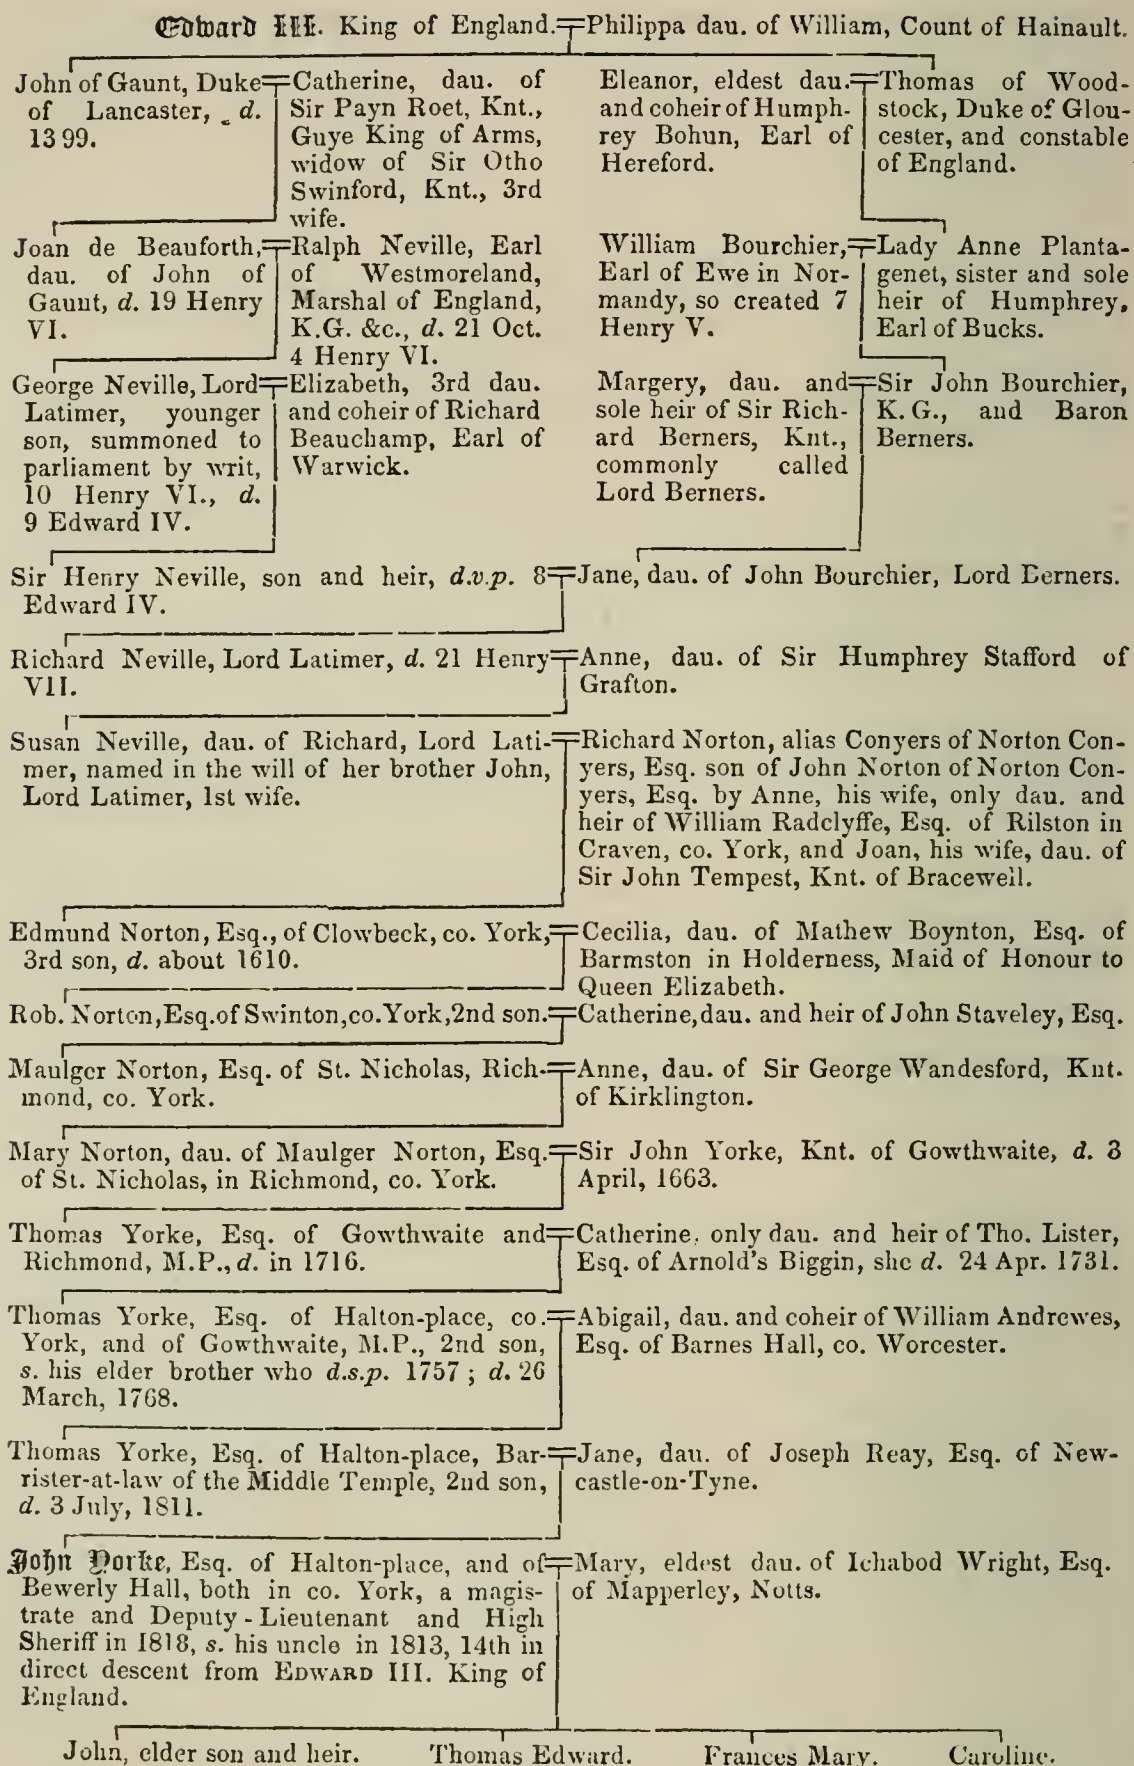 Edward III. King of England.=Philippa dau. of William, Count of Hainault.
John of Gaunt, Duke
of Lancaster, d.
1399.
Catherine, dau. of
Sir Payn Roet, Knt.,
Guye King of Arms,
widow of Sir Otho
Swinford, Knt., 3rd
wife.
Eleanor, eldest dau.
and coheir of Humph-
rey Bohun, Earl of
Hereford.
Thomas of Wood-
stock, Duke of Glou-
cester, and constable
of England.
Joan de Beauforth,
dau. of John of
Gaunt, d. 19 Henry
VI.
Ralph Neville, Earl
of Westmoreland,
Marshal of England,
K.G. &c., d. 21 Oct.
4 Henry VI.
William Bourchier,
Earl of Ewe in Nor-
mandy, so created 7
Henry V.
Lady Anne Planta-
genet, sister and sole
heir of Humphrey,
Earl of Bucks.
George Neville, Lord
Latimer, younger
son, summoned to
parliament by writ,
10 Henry VI., d.
9 Edward IV.
Elizabeth, 3rd dau.
and coheir of Richard
Beauchamp, Earl of
Warwick.
Margery, dau. and
sole heir of Sir Rich-
ard Berners, Knt.,
commonly called
Lord Berners.
Sir John Bourchier,
K.G., and Baron
Berners.
Sir Henry Neville, son and heir, d.v.p. 8
Edward IV.
Jane, dau. of John Bourchier, Lord Berners.
Richard Neville, Lord Latimer, d. 21 Henry
VII.
Anne, dau. of Sir Humphrey Stafford of
Grafton.
Susan Neville, dau. of Richard, Lord Lati-
mer, named in the will of her brother John,
Lord Latimer, 1st wife.
Richard Norton, alias Conyers of Norton Con-
yers, Esq. son of John Norton of Norton Con-
yers, Esq. by Anne, his wife, only dau. and
heir of William Radclyffe, Esq. of Rilston in
Craven, co. York, and Joan, his wife, dau. of
Sir John Tempest, Knt. of Bracewell.
Edmund Norton, Esq., of Clowbeck, co. York,
3rd son, d. about 1610.
Cecilia, dau. of Mathew Boynton, Esq. of
Barmston in Holderness, Maid of Honour to
Queen Elizabeth.
Rob. Norton, Esq. of Swinton, co. York, 2nd son.
Catherine, dau. and heir of John Staveley, Esq.
Maulger Norton, Esq. of St. Nicholas, Rich-
mond, co. York.
Anne, dau. of Sir George Wandesford, Knt.
of Kirklington.
Mary Norton, dau. of Maulger Norton, Esq.
of St. Nicholas, in Richmond, co. York.
Sir John Yorke, Knt. of Gowthwaite, d. 3
April, 1663.
Thomas Yorke, Esq. of Gowthwaite and
Richmond, M.P., d. in 1716.
Catherine, only dau. and heir of Tho. Lister,
Esq. of Arnold's Biggin, she d. 24 Apr. 1731.
Thomas Yorke, Esq. of Halton-place, co.
York, and of Gowthwaite, M.P., 2nd son,
s. his elder brother who d.s.p. 1757; d. 26
March, 1768.
Abigail, dau. and coheir of William Andrewes,
Esq. of Barnes Hall, co. Worcester.
Thomas Yorke, Esq. of Halton-place, Bar-
rister-at-law of the Middle Temple, 2nd son,
d. 3 July, 1811.
Jane, dau. of Joseph Reay, Esq. of New-
castle-on-Tyne.
John Yorke, Esq. of Halton-place, and of
Bewerly Hall, both in co. York, a magis-
trate and Deputy-Lieutenant and High
Sheriff in 1818, s. his uncle in 1813, 14th in
direct descent from EDWARD III. King of
England.
Mary, eldest dau. of Ichabod Wright, Esq.
of Mapperley, Notts.
John, elder son and heir. Thomas Edward. Frances Mary. Caroline.